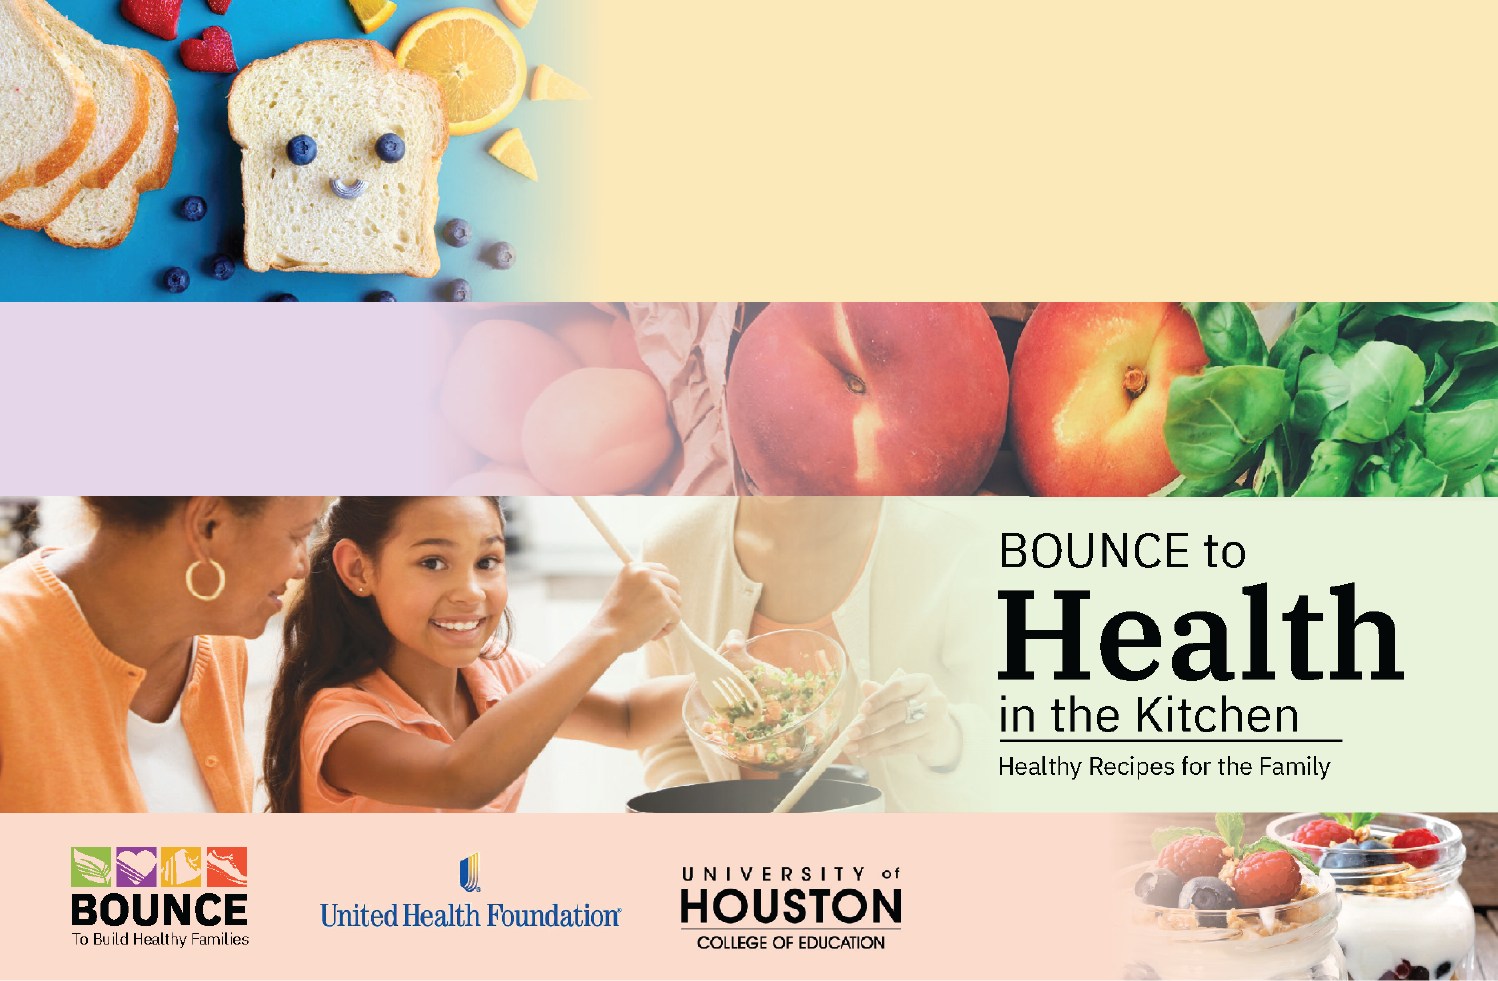 BOUNCE to
Health
in the Kitchen
Healthy Recipes for the Family
BOUNCE
To Build Healthy Families
United Health Foundation®
UNIVERSITY of
HOUSTON
COLLEGE OF EDUCATION